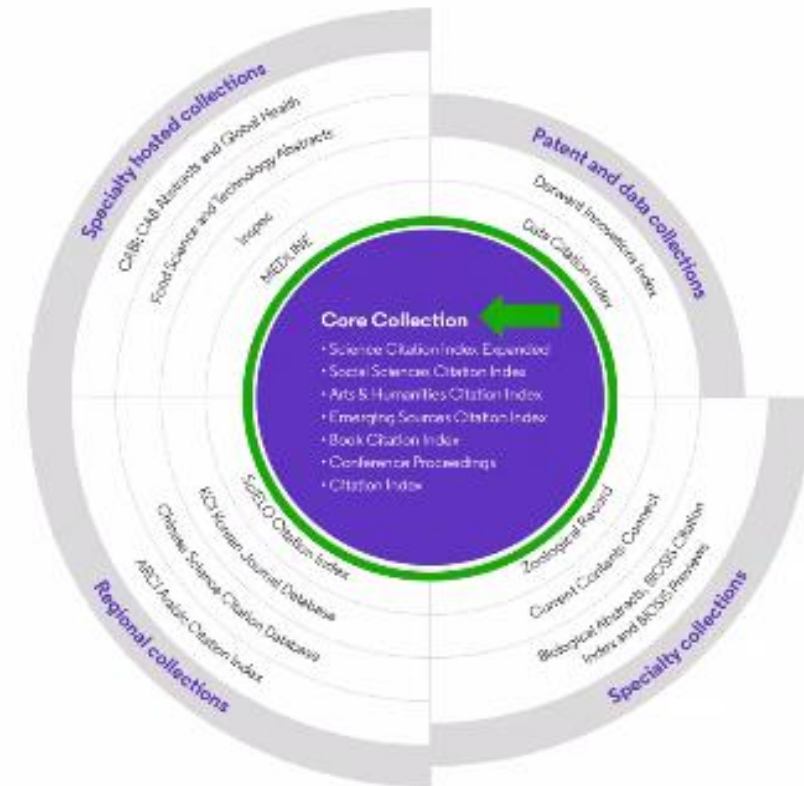 Specialty hosted collections
CABI: CAB Abstracts and Global Health
Food Science and Technology Abstracts
Inspec
MEDLINE
Patent and data collections
Derwent Innovations Index
Data Citation Index
Core Collection
• Science Citation Index Expanded
• Social Sciences Citation Index
• Arts & Humanities Citation Index
• Emerging Sources Citation Index
• Book Citation Index
• Conference Proceedings
• Citation Index
SciELO Citation Index
KCI Korean Journal Database
Chinese Science Citation Database
ARCI Arabic Citation Index
Regional collections
Zoological Record
Current Contents Connect
Biological Abstracts, BIOSIS Citation
Index and BIOSIS Previews
Specialty collections